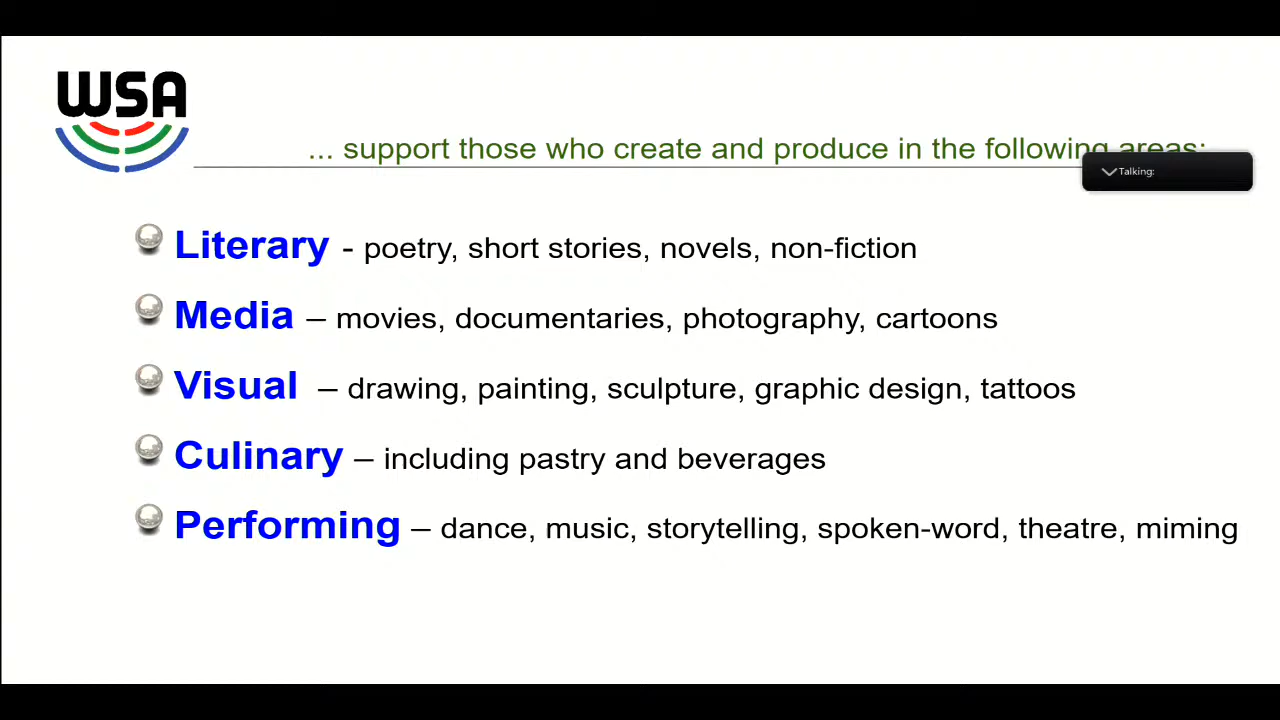 WSA
... support those who create and produce in the following areas:
Talking:
Literary - poetry, short stories, novels, non-fiction
Media – movies, documentaries, photography, cartoons
Visual – drawing, painting, sculpture, graphic design, tattoos
Culinary – including pastry and beverages
Performing – dance, music, storytelling, spoken-word, theatre, miming